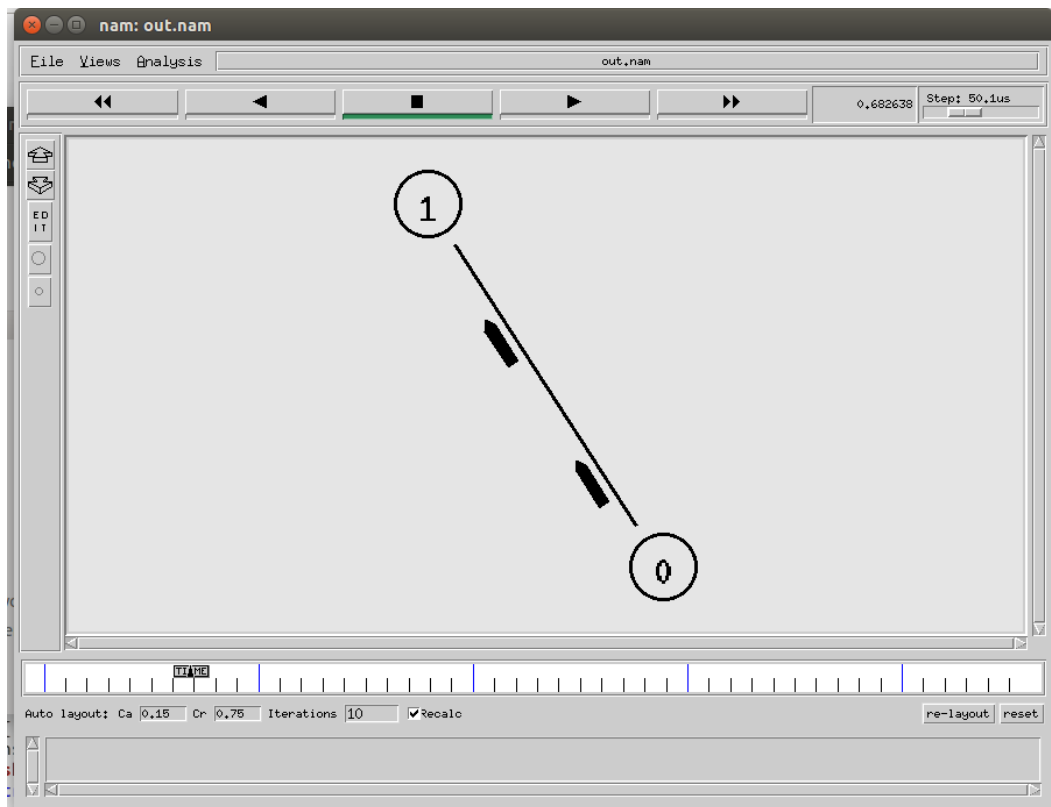 nam: out.nam
File Views Analysis out.nam
0.682638 Step: 50.1us
E D
I T
1
0
TIME
Auto layout: Ca 0.15 Cr 0.75 Iterations 10 Recalc re-layout reset